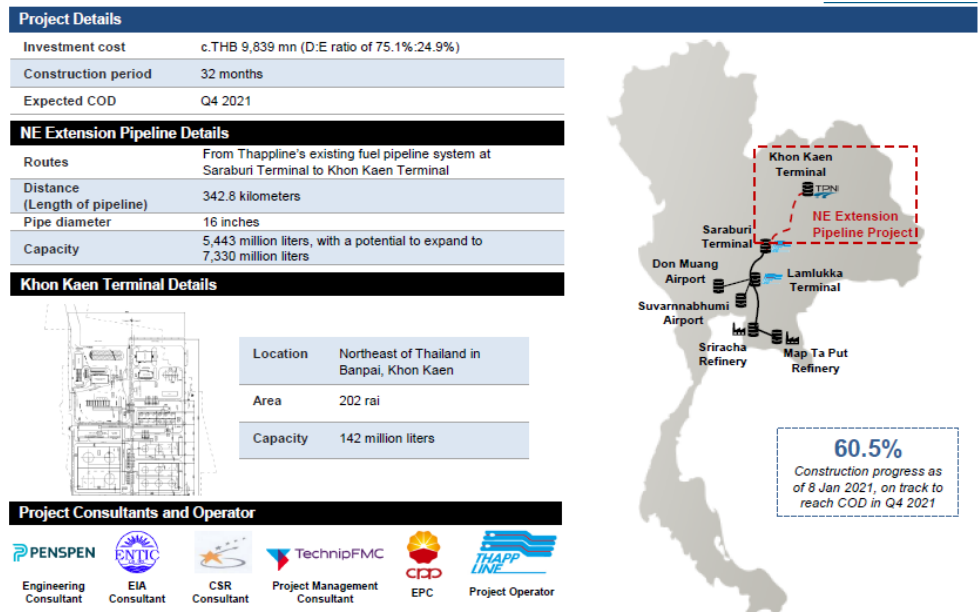 Project Details
Investment cost c.THB 9,839 mn (D:E ratio of 75.1%:24.9%)
Construction period 32 months
Expected COD Q4 2021
NE Extension Pipeline Details
Routes From Thappline's existing fuel pipeline system at
Saraburi Terminal to Khon Kaen Terminal
Distance
(Length of pipeline) 342.8 kilometers
Pipe diameter 16 inches
Capacity 5,443 million liters, with a potential to expand to
7,330 million liters
Khon Kaen Terminal Details
Location Northeast of Thailand in
Banpai, Khon Kaen
Area 202 rai
Capacity 142 million liters
Project Consultants and Operator
PENSPEN
Engineering
Consultant
ENTIC
EIA
Consultant
CSR
Consultant
TechnipFMC
Project Management
Consultant
cpp
EPC
THAPP
LINE
Project Operator
Khon Kaen
Terminal
TPN
NE Extension
Pipeline Project
Saraburi
Terminal
Don Muang
Airport
Lamlukka
Terminal
Suvarnnabhumi
Airport
Sriracha
Refinery
Map Ta Put
Refinery
60.5%
Construction progress as
of 8 Jan 2021, on track to
reach COD in Q4 2021